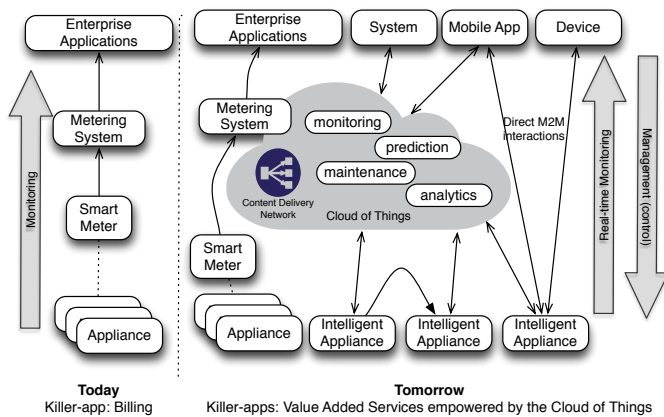 Enterprise
Applications
Metering
System
Smart
Meter
Appliance
Monitoring
Today
Killer-app: Billing
Enterprise
Applications
System
Mobile App
Device
Metering
System
Smart
Meter
Appliance
monitoring
prediction
maintenance
analytics
Content Delivery
Network
Cloud of Things
Direct M2M
interactions
Intelligent
Appliance
Intelligent
Appliance
Intelligent
Appliance
Real-time Monitoring
Management (control)
Tomorrow
Killer-apps: Value Added Services empowered by the Cloud of Things